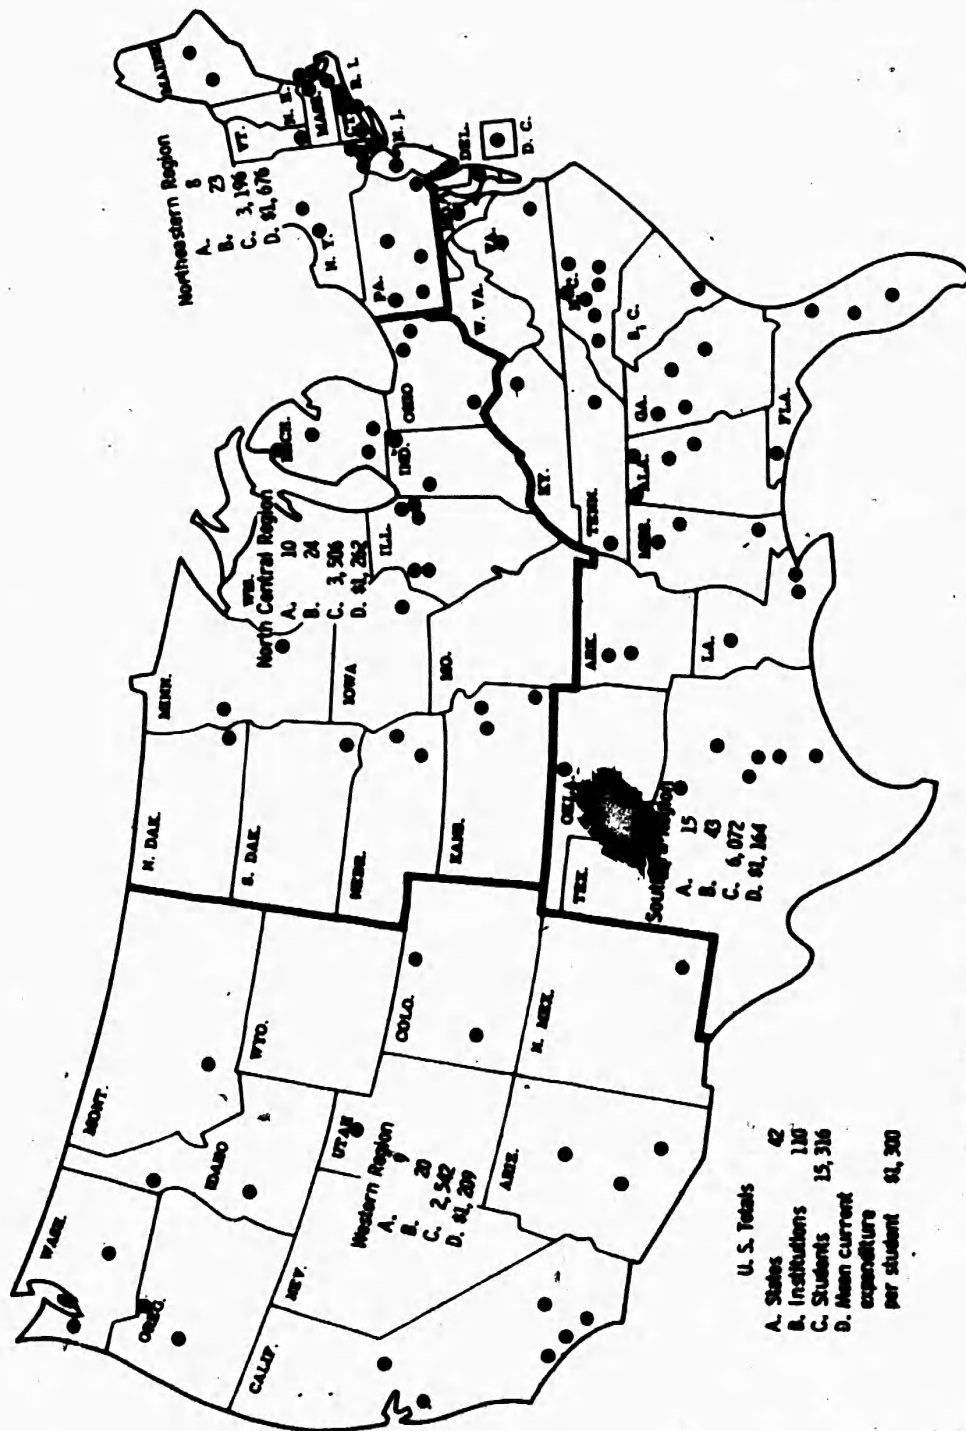 Northeastern Region
A. 8
B. 23
C. 3,196
D. $1,676
North Central Region
A. 10
B. 24
C. 3,506
D. $1,262
Western Region
A. 9
B. 20
C. 2,542
D. $1,209
Region
A. 15
B. 43
C. 6,072
D. $1,164
U. S. Totals
A. States 42
B. Institutions 110
C. Students 15,316
D. Mean current
expenditure
per student $1,300
WASH.
OREG.
CALIF.
NEV.
IDAHO
MONT.
WYO.
UTAH
COLO.
ARIZ.
N. MEX.
N. DAK.
S. DAK.
NEBR.
KANS.
OKLA.
TEX.
MINN.
IOWA
MO.
ARK.
LA.
WIS.
ILL.
MICH.
IND.
OHIO
KY.
TENN.
MISS.
ALA.
GA.
FLA.
S. C.
N. C.
VA.
W. VA.
PA.
N. Y.
VT.
N. H.
MAINE
MASS.
CT.
R. I.
N. J.
DEL.
D. C.